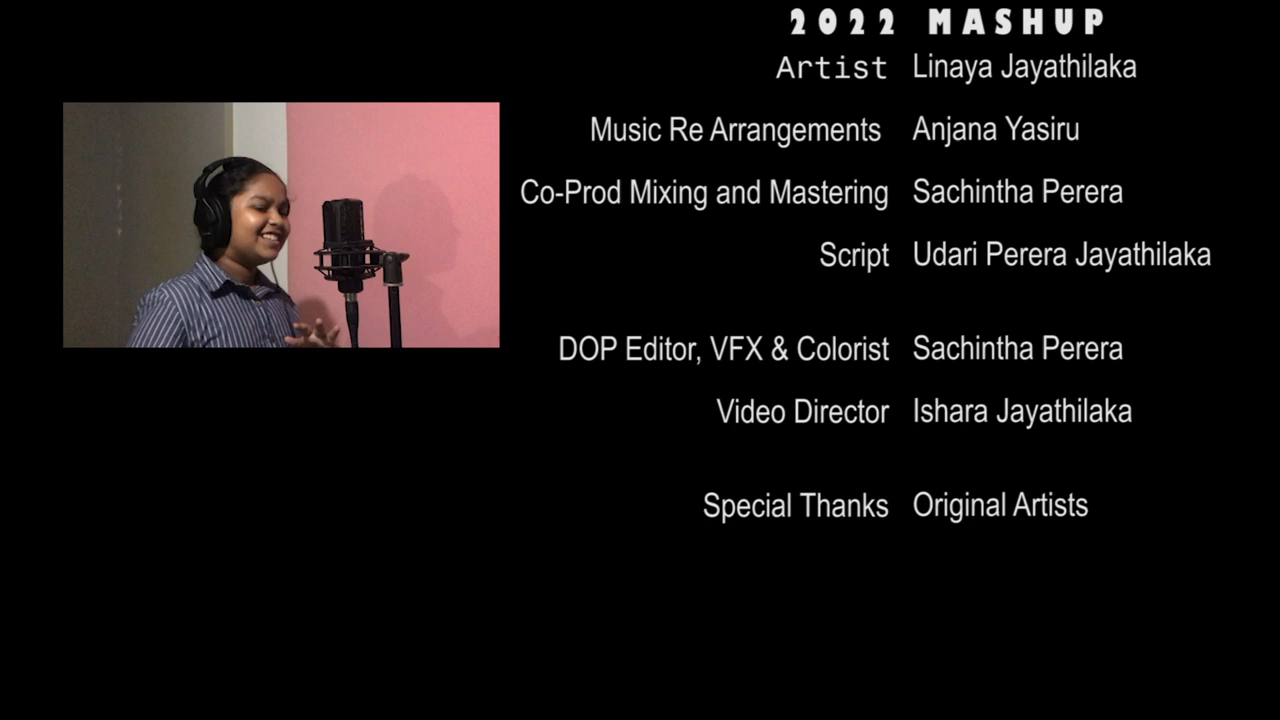 2022 MASHUP
Artist Linaya Jayathilaka
Music Re Arrangements Anjana Yasiru
Co-Prod Mixing and Mastering Sachintha Perera
Script Udari Perera Jayathilaka
DOP Editor, VFX & Colorist Sachintha Perera
Video Director Ishara Jayathilaka
Special Thanks Original Artists